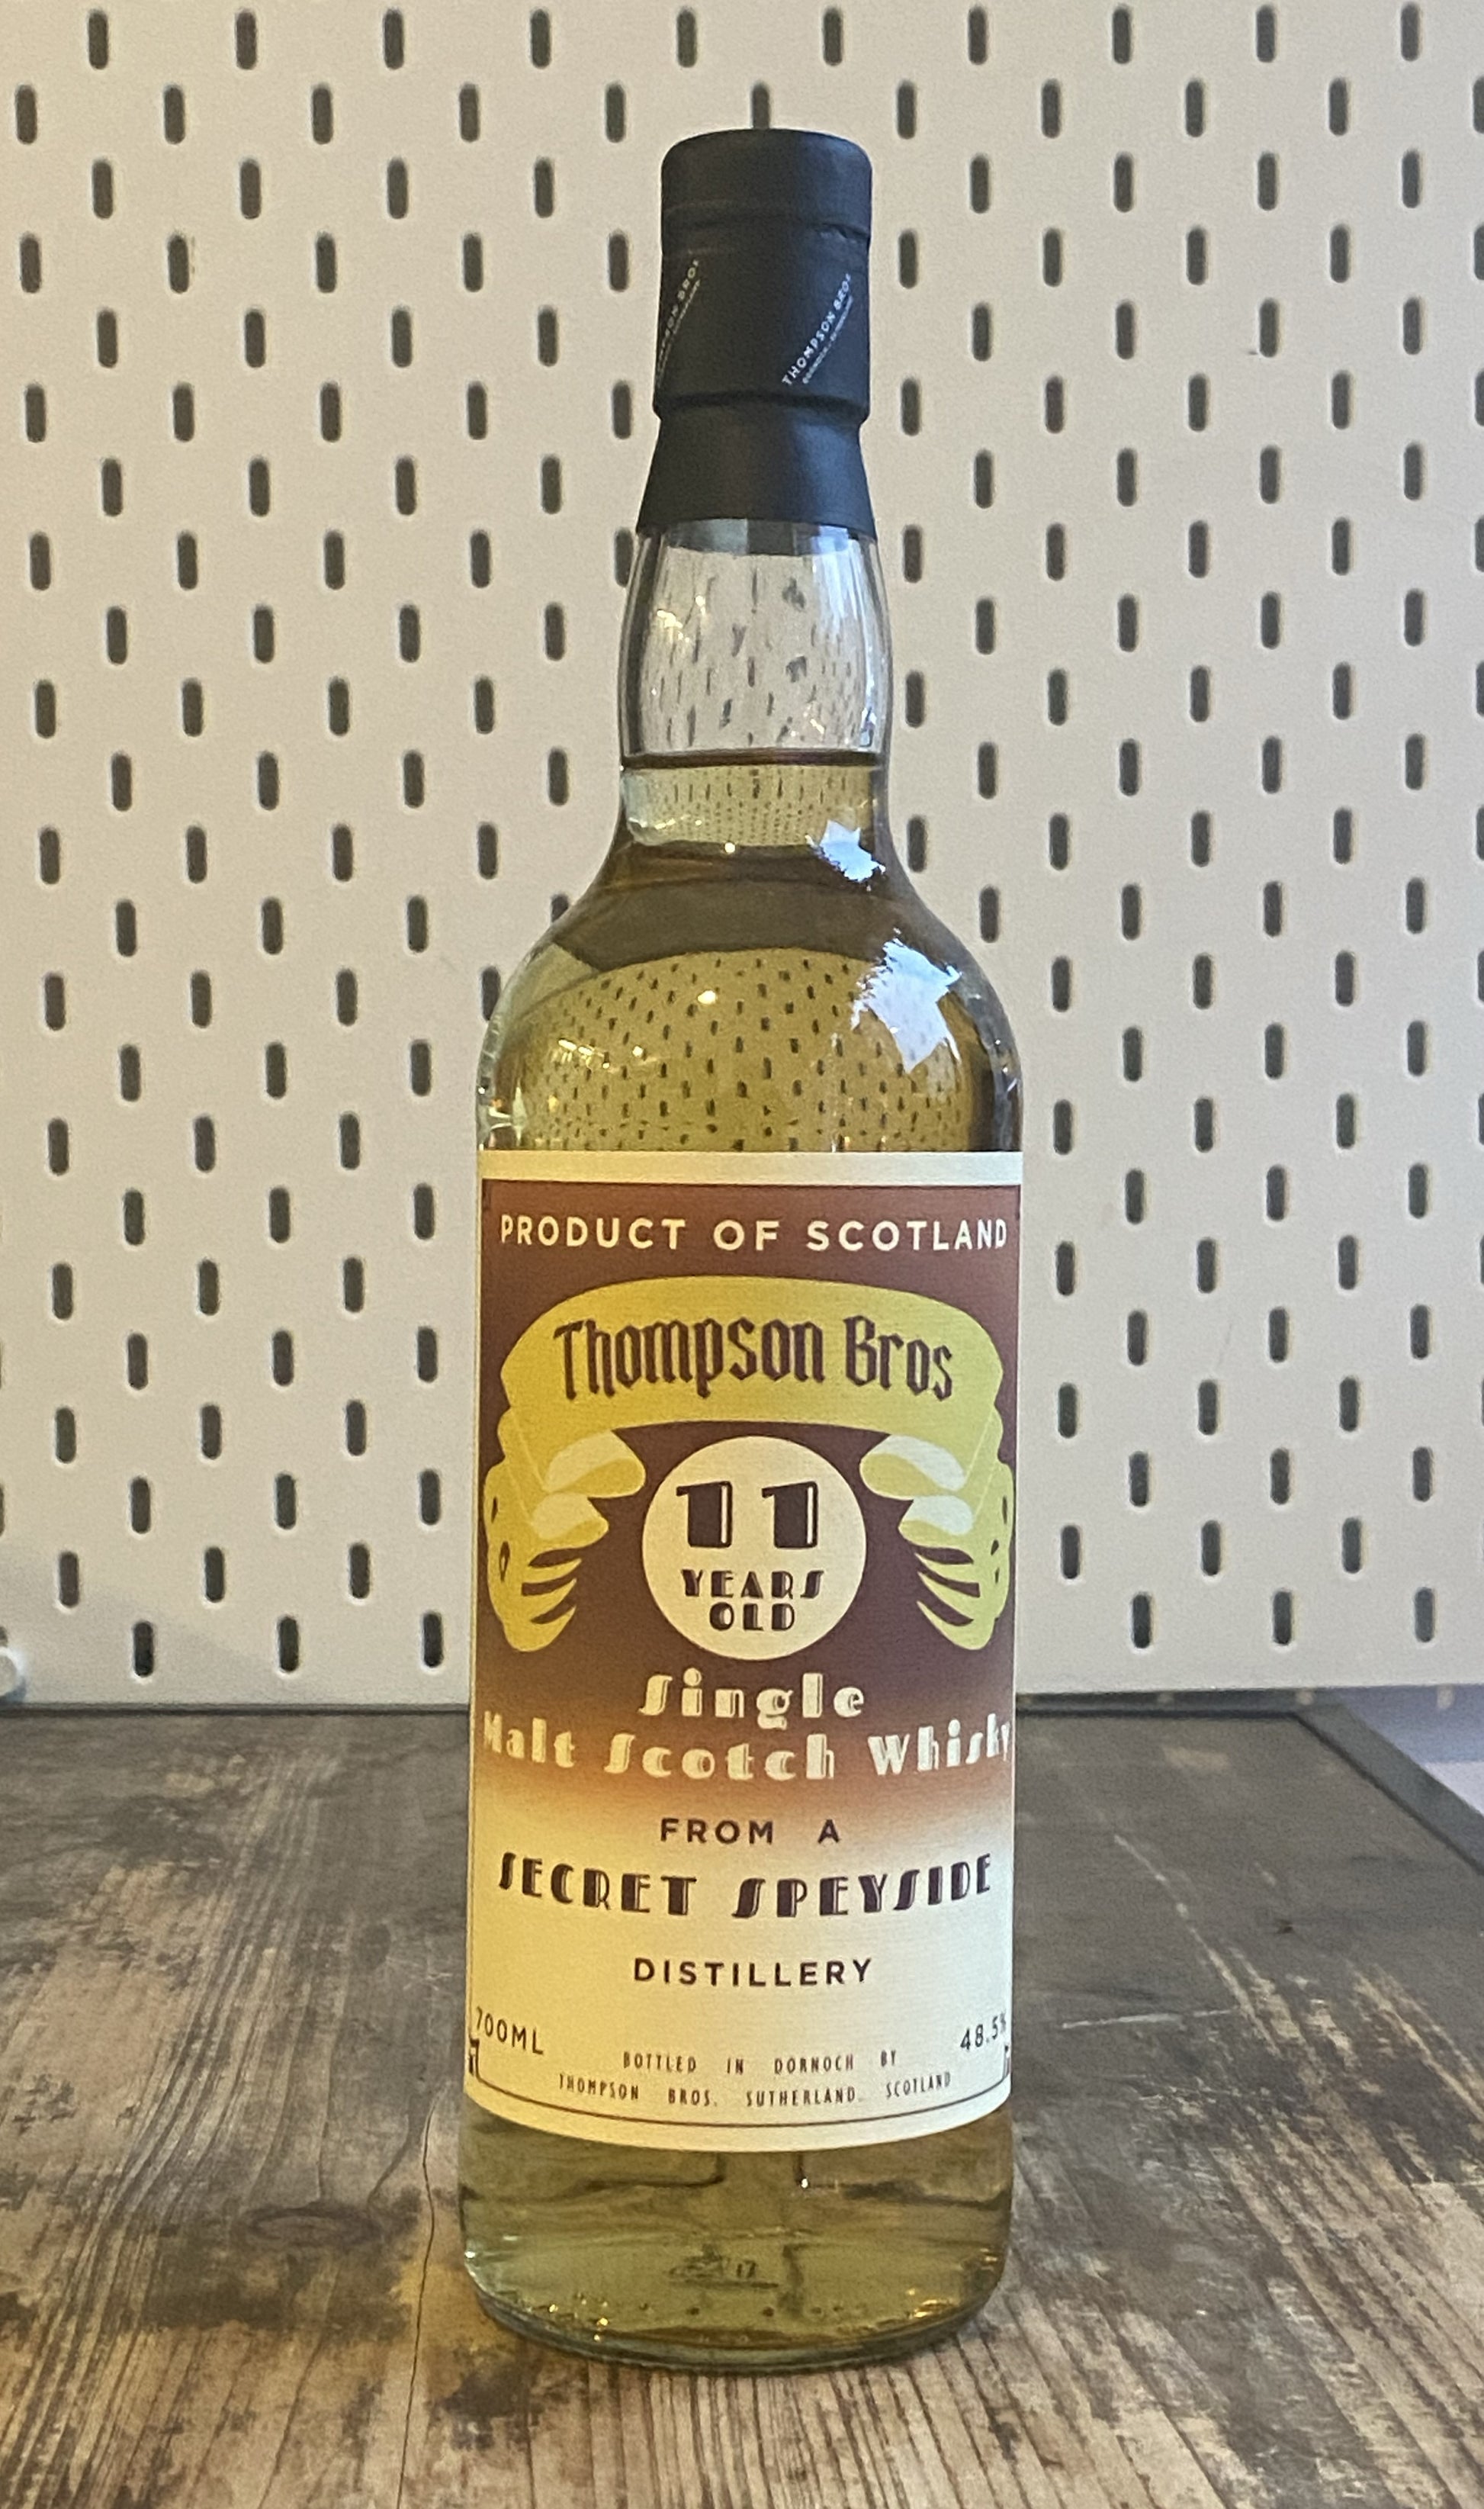 THOMPSON BROS
PRODUCT OF SCOTLAND
Thompson Bros
11
YEARS
OLD
Single
Malt Scotch Whisky
FROM A
SECRET SPEYSIDE
DISTILLERY
700ML
48.5%
BOTTLED IN DORNOCH BY
THOMPSON BROS. SUTHERLAND. SCOTLAND